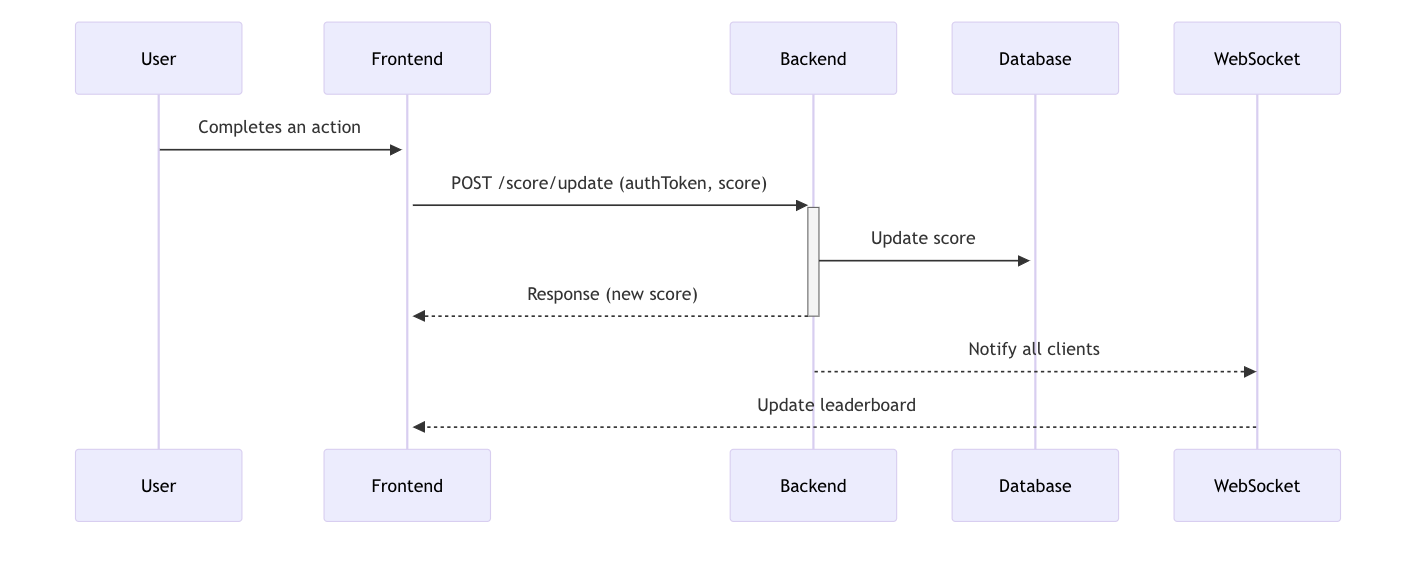 User
Frontend
Backend
Database
WebSocket
Completes an action
POST /score/update (authToken, score)
Update score
Response (new score)
Notify all clients
Update leaderboard
User
Frontend
Backend
Database
WebSocket